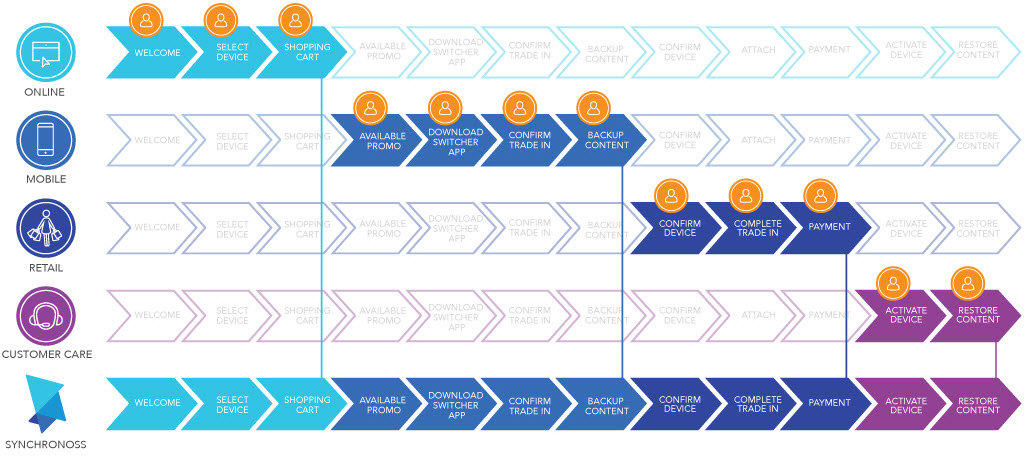 ONLINE
WELCOME
SELECT
DEVICE
SHOPPING
CART
AVAILABLE
PROMO
DOWNLOAD
SWITCHER
APP
CONFIRM
TRADE IN
BACKUP
CONTENT
CONFIRM
DEVICE
ATTACH
PAYMENT
ACTIVATE
DEVICE
RESTORE
CONTENT
MOBILE
WELCOME
SELECT
DEVICE
SHOPPING
CART
AVAILABLE
PROMO
DOWNLOAD
SWITCHER
APP
CONFIRM
TRADE IN
BACKUP
CONTENT
CONFIRM
DEVICE
ATTACH
PAYMENT
ACTIVATE
DEVICE
RESTORE
CONTENT
RETAIL
WELCOME
SELECT
DEVICE
SHOPPING
CART
AVAILABLE
PROMO
DOWNLOAD
SWITCHER
APP
CONFIRM
TRADE IN
BACKUP
CONTENT
CONFIRM
DEVICE
COMPLETE
TRADE IN
PAYMENT
ACTIVATE
DEVICE
RESTORE
CONTENT
CUSTOMER CARE
WELCOME
SELECT
DEVICE
SHOPPING
CART
AVAILABLE
PROMO
DOWNLOAD
SWITCHER
APP
CONFIRM
TRADE IN
BACKUP
CONTENT
CONFIRM
DEVICE
ATTACH
PAYMENT
ACTIVATE
DEVICE
RESTORE
CONTENT
SYNCHRONOSS
WELCOME
SELECT
DEVICE
SHOPPING
CART
AVAILABLE
PROMO
DOWNLOAD
SWITCHER
APP
CONFIRM
TRADE IN
BACKUP
CONTENT
CONFIRM
DEVICE
COMPLETE
TRADE IN
PAYMENT
ACTIVATE
DEVICE
RESTORE
CONTENT